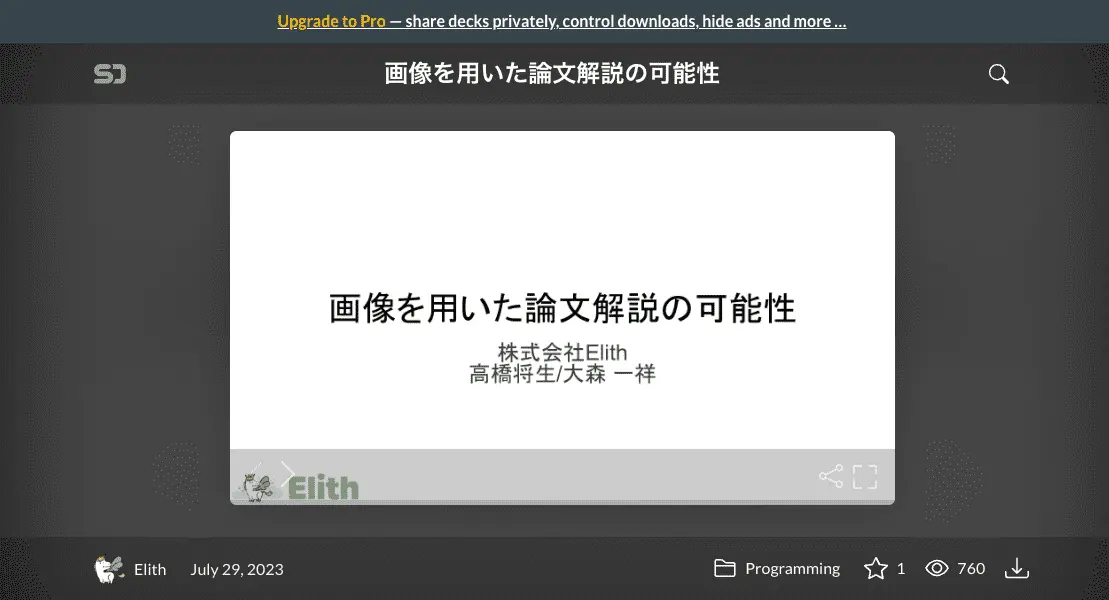 Upgrade to Pro — share decks privately, control downloads, hide ads and more …
SD
画像を用いた論文解説の可能性
画像を用いた論文解説の可能性
株式会社Elith
高橋将生/大森 一祥
Elith
Elith July 29, 2023 Programming 1 760